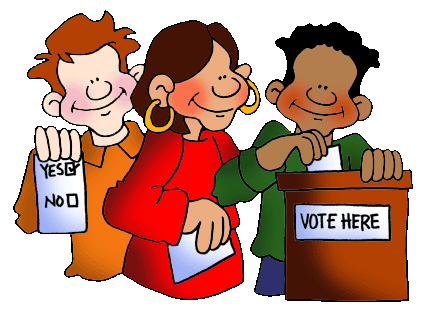 YES
NO
VOTE HERE